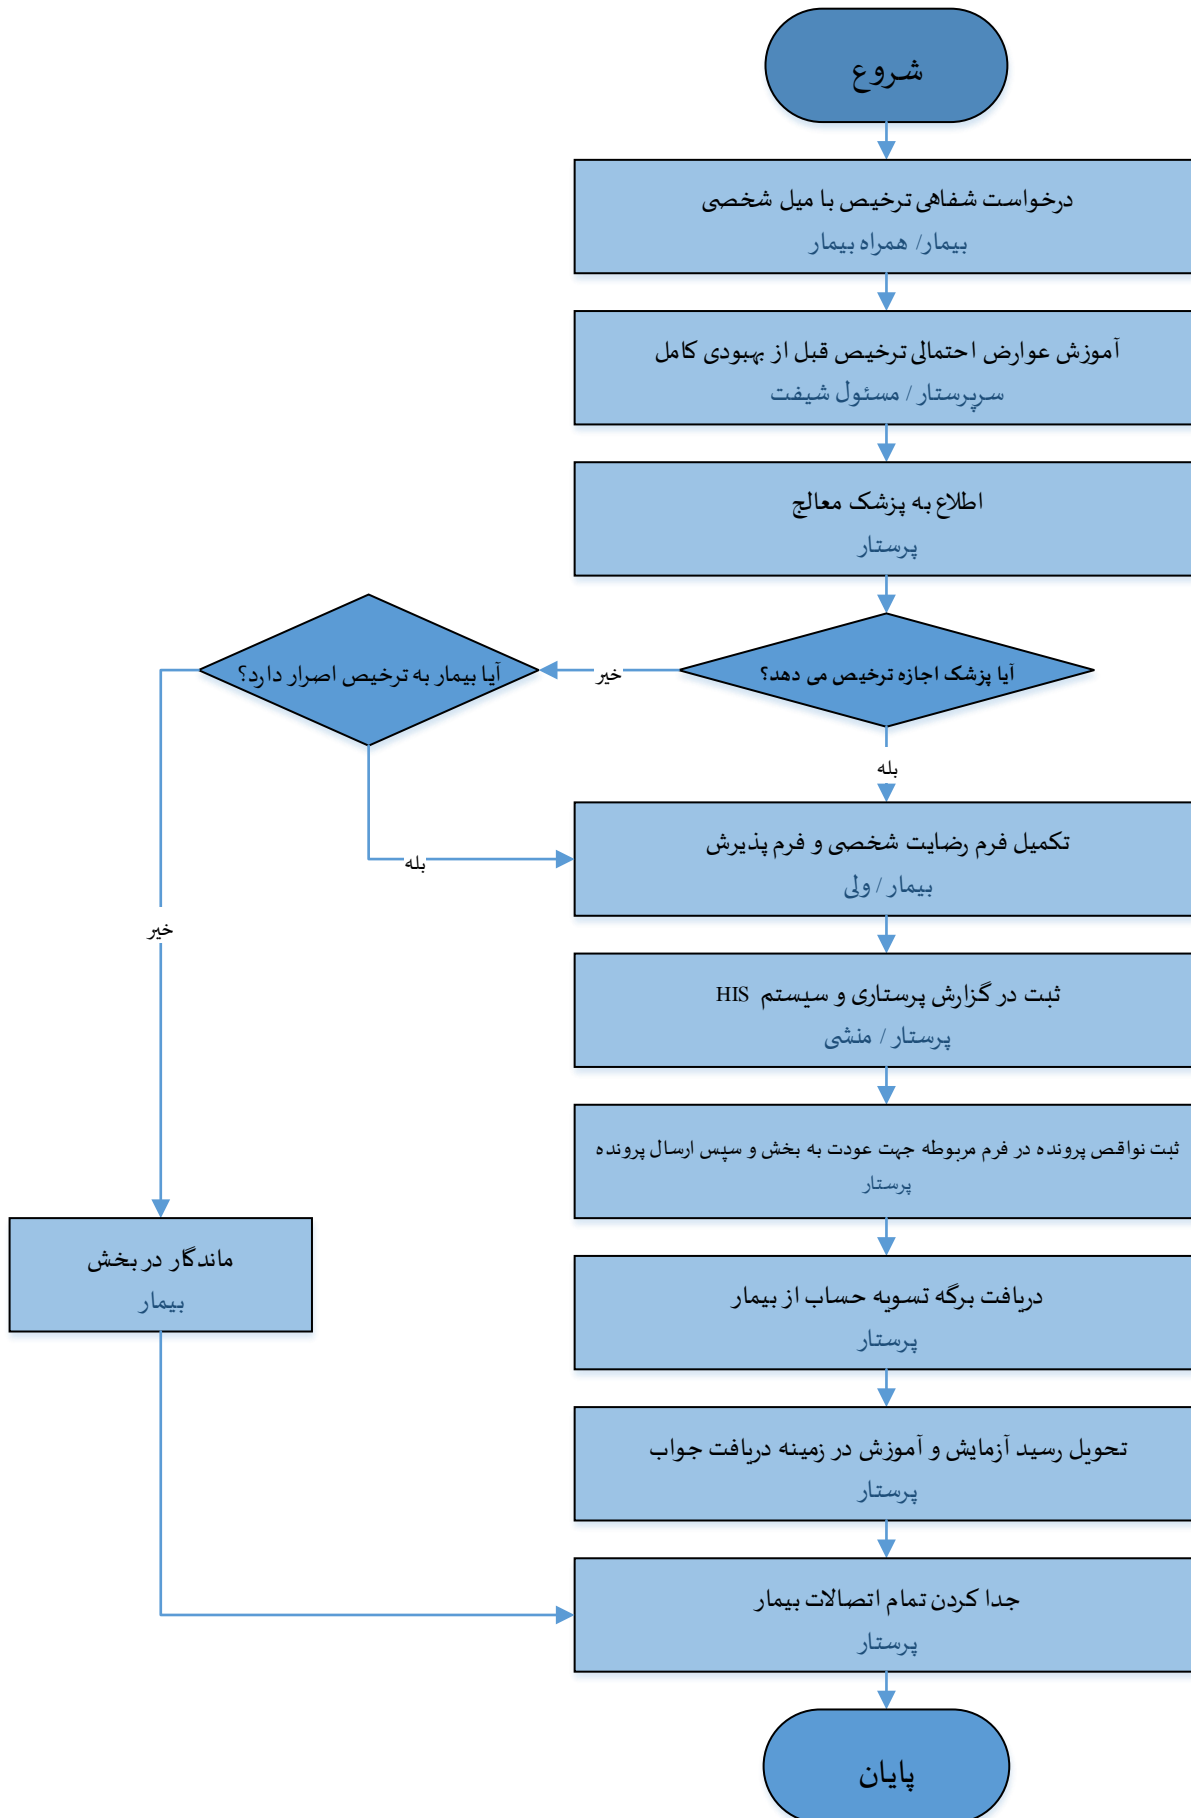 شروع
درخواست شفاهی ترخیص با میل شخصی
بیمار/ همراه بیمار
آموزش عوارض احتمالی ترخیص قبل از بهبودی کامل
سرپرستار / مسئول شیفت
اطلاع به پزشک معالج
پرستار
آیا پزشک اجازه ترخیص می دهد؟
خیر
آیا بیمار به ترخیص اصرار دارد؟
بله
بله
تکمیل فرم رضایت شخصی و فرم پذیرش
بیمار / ولی
خیر
ثبت در گزارش پرستاری و سیستم HIS
پرستار / منشی
ثبت نواقص پرونده در فرم مربوطه جهت عودت به بخش و سپس ارسال پرونده
پرستار
ماندگار در بخش
بیمار
دریافت برگه تسویه حساب از بیمار
پرستار
تحویل رسید آزمایش و آموزش در زمینه دریافت جواب
پرستار
جدا کردن تمام اتصالات بیمار
پرستار
پایان